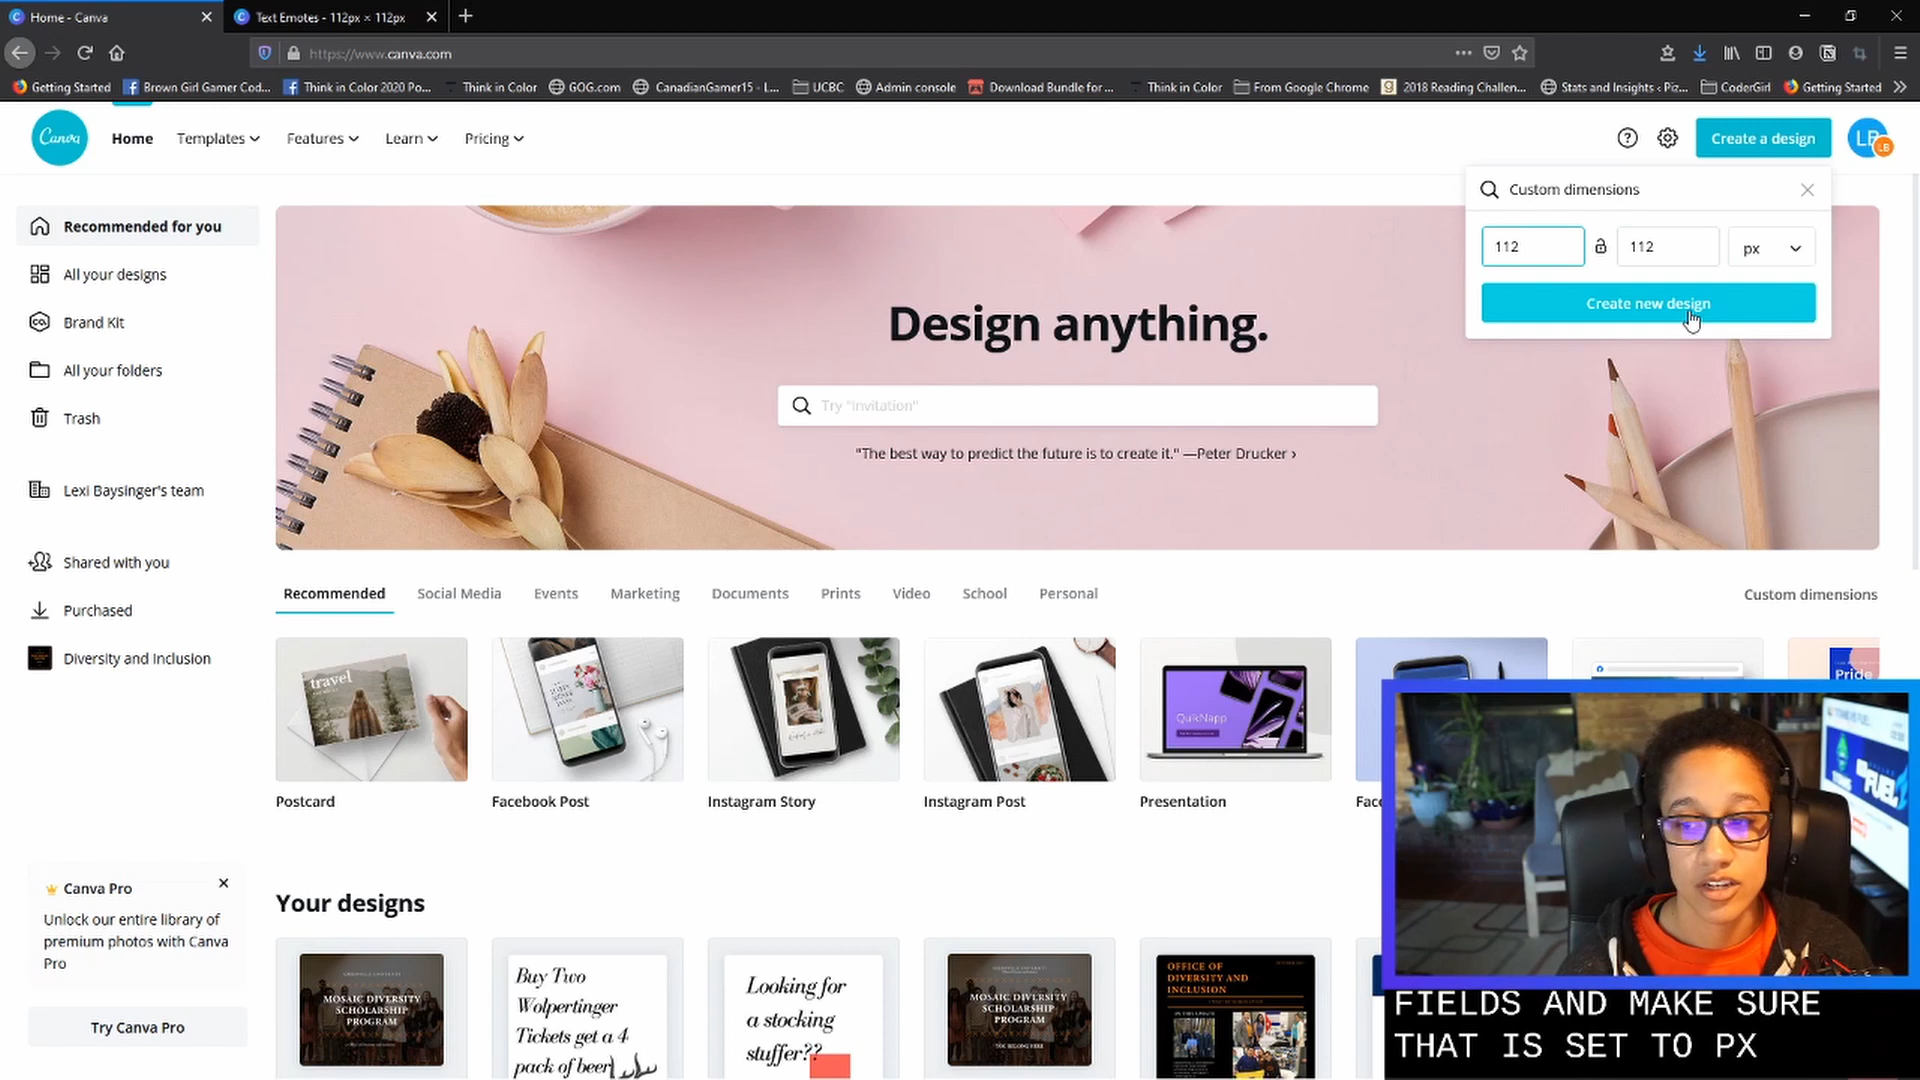 Home - Canva
Text Emotes - 112px × 112px
https://www.canva.com
Getting Started
Brown Girl Gamer Cod...
Think in Color 2020 Po...
Think in Color
GOG.com
CanadianGamer15 - L...
UCBC
Admin console
Download Bundle for ...
Think in Color
From Google Chrome
2018 Reading Challen...
Stats and Insights ‹ Piz...
CoderGirl
Getting Started
Canva
Home
Templates
Features
Learn
Pricing
Create a design
LB
LB
Custom dimensions
112
112
px
Create new design
Recommended for you
All your designs
Brand Kit
All your folders
Trash
Lexi Baysinger's team
Shared with you
Purchased
Diversity and Inclusion
Design anything.
Try "Invitation"
"The best way to predict the future is to create it." —Peter Drucker ›
Recommended
Social Media
Events
Marketing
Documents
Prints
Video
School
Personal
Custom dimensions
travel
QuikNapp
Pride
Postcard
Facebook Post
Instagram Story
Instagram Post
Presentation
Fac
Canva Pro
Unlock our entire library of
premium photos with Canva
Pro
Try Canva Pro
Your designs
MOSAIC DIVERSITY
SCHOLARSHIP
PROGRAM
Buy Two
Wolpertinger
Tickets get a 4
pack of beer
Looking for
a stocking
stuffer??
MOSAIC DIVERSITY
SCHOLARSHIP
PROGRAM
OFFICE OF
DIVERSITY AND
INCLUSION
FUEL
FIELDS AND MAKE SURE
THAT IS SET TO PX